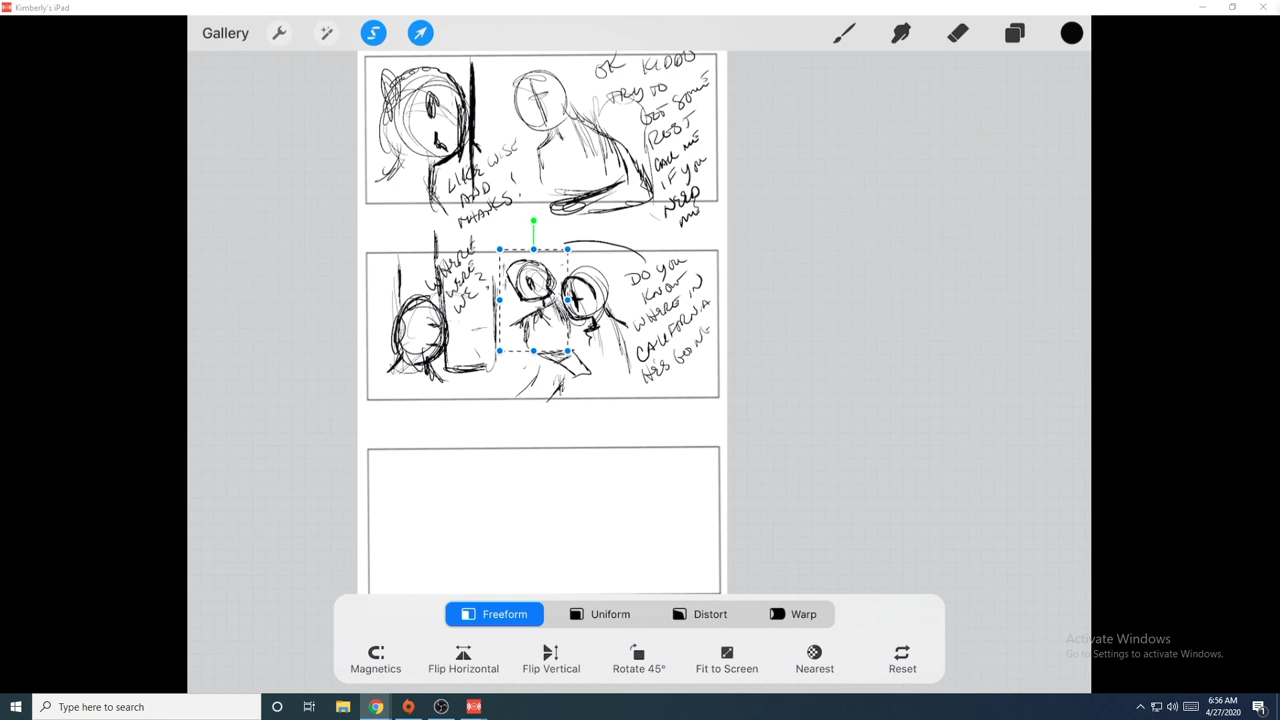 Kimberly's iPad
Gallery
OK KIDDO
TRY TO
GET SOME
REST
CALL ME
IF YOU
NEED
ME
LIKEWISE
AND
THANKS!
WHERE
WERE
WE?
DO YOU
KNOW
WHERE IN
CALIFORNIA
HE'S GOING
Freeform
Uniform
Distort
Warp
Magnetics
Flip Horizontal
Flip Vertical
Rotate 45°
Fit to Screen
Nearest
Reset
Activate Windows
Go to Settings to activate Windows.
Type here to search
6:56 AM
4/27/2020
1